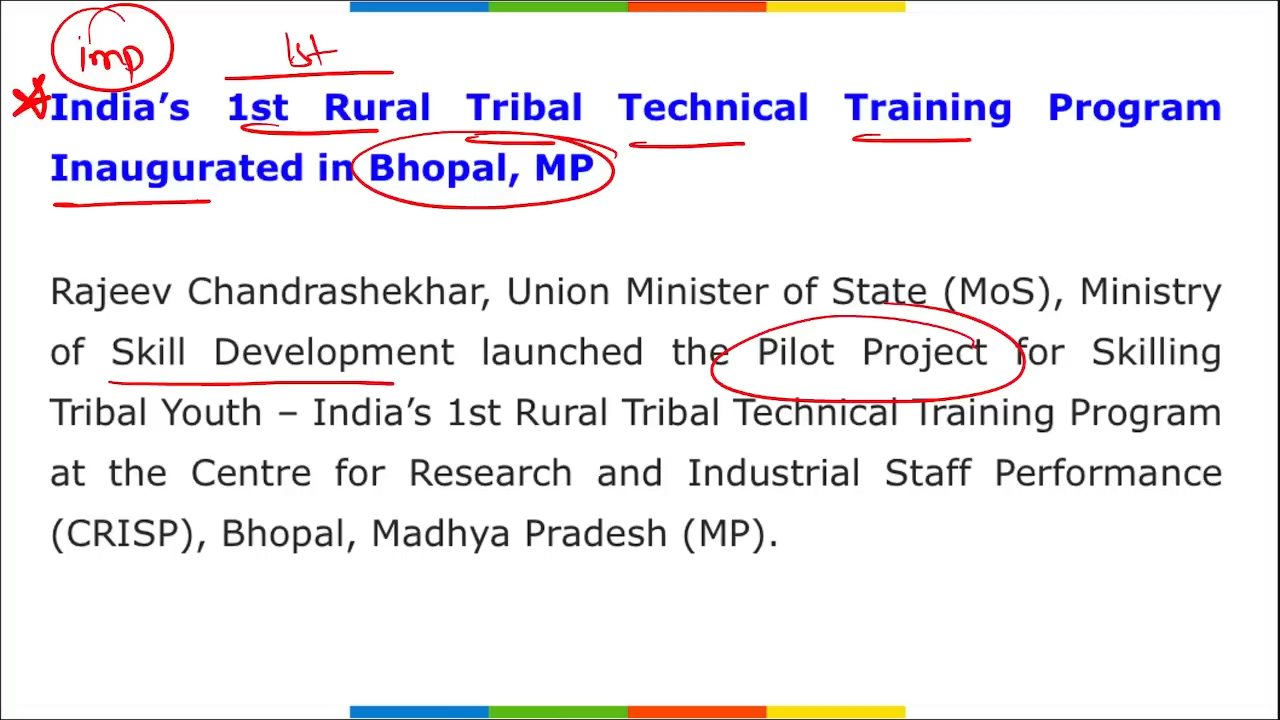 imp
1st
India’s 1st Rural Tribal Technical Training Program
Inaugurated in Bhopal, MP
Rajeev Chandrashekhar, Union Minister of State (MoS), Ministry
of Skill Development launched the Pilot Project for Skilling
Tribal Youth – India’s 1st Rural Tribal Technical Training Program
at the Centre for Research and Industrial Staff Performance
(CRISP), Bhopal, Madhya Pradesh (MP).